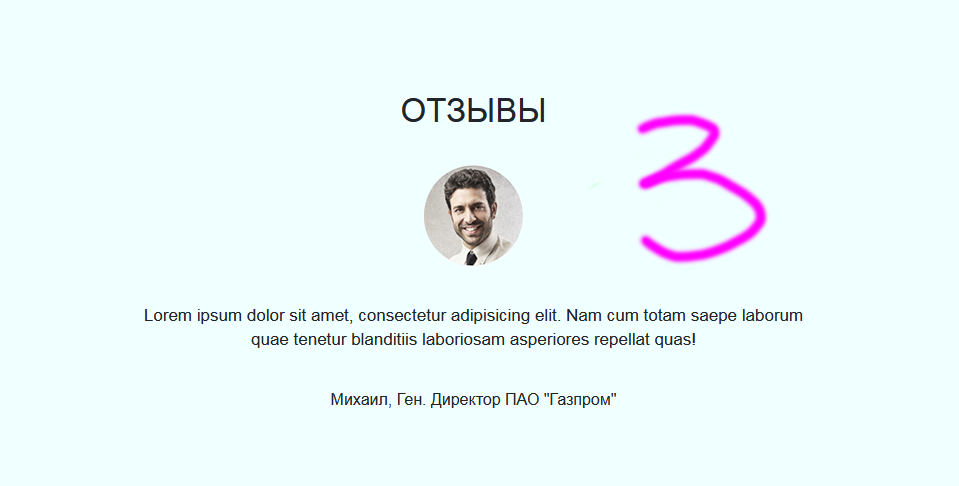 ОТЗЫВЫ
3
Lorem ipsum dolor sit amet, consectetur adipisicing elit. Nam cum totam saepe laborum
quae tenetur blanditiis laboriosam asperiores repellat quas!
Михаил, Ген. Директор ПАО "Газпром"